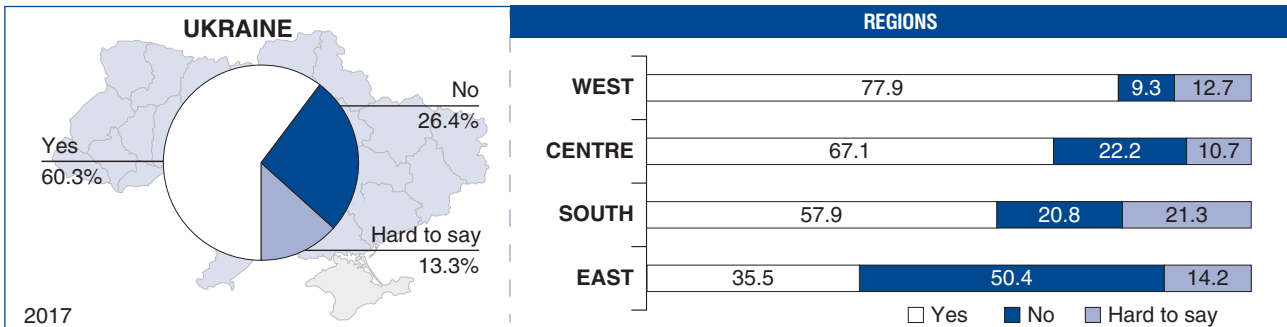 UKRAINE
No
26.4%
Yes
60.3%
Hard to say
13.3%
2017
REGIONS
WEST 77.9 9.3 12.7
CENTRE 67.1 22.2 10.7
SOUTH 57.9 20.8 21.3
EAST 35.5 50.4 14.2
Yes No Hard to say